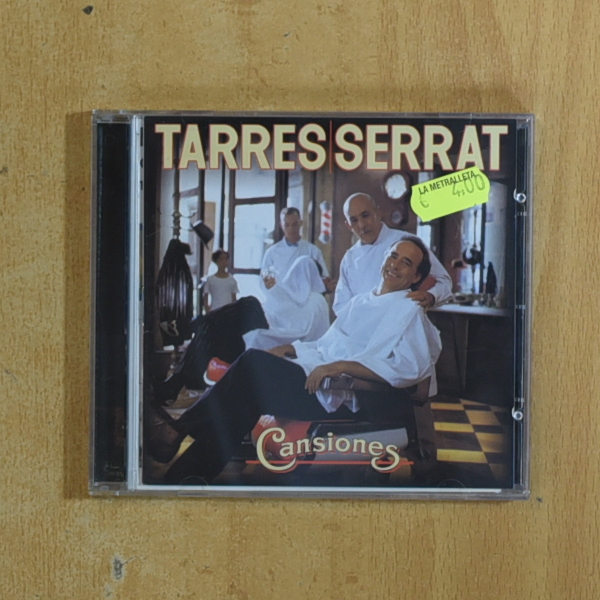 TARRES SERRAT
LA METRALLETA
€ 4,00
Cansiones